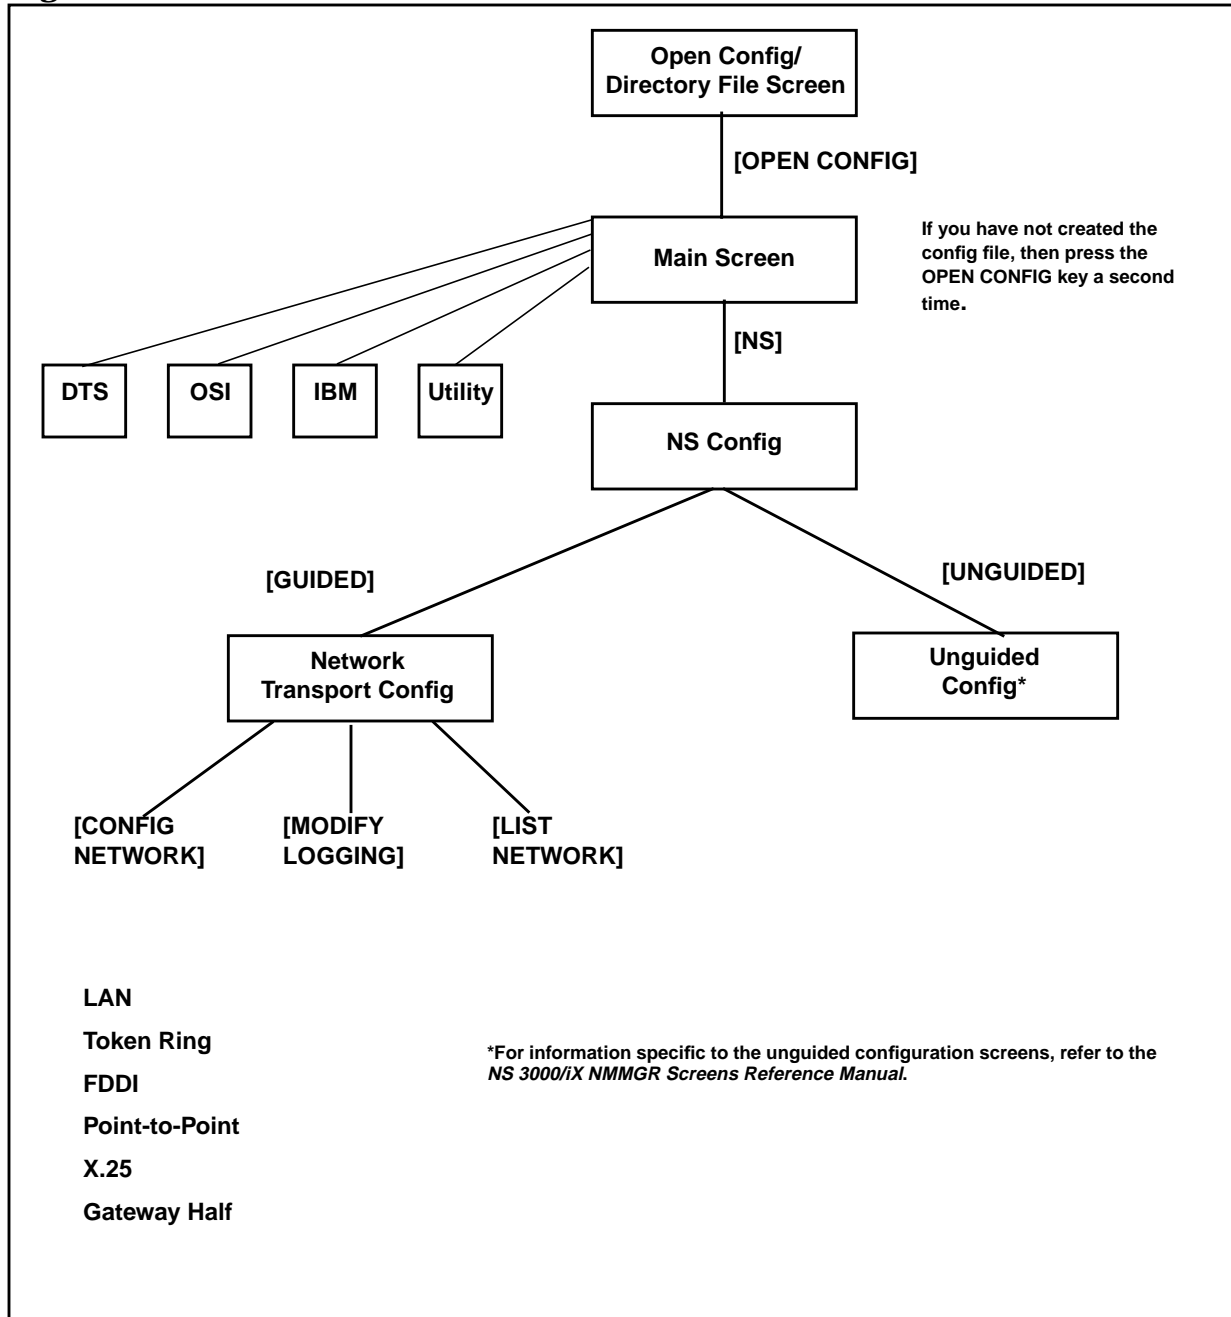 Open Config/
Directory File Screen
[OPEN CONFIG]
Main Screen
If you have not created the
config file, then press the
OPEN CONFIG key a second
time.
[NS]
DTS
OSI
IBM
Utility
NS Config
[GUIDED]
[UNGUIDED]
Network
Transport Config
Unguided
Config*
[CONFIG
NETWORK]
[MODIFY
LOGGING]
[LIST
NETWORK]
LAN
Token Ring
FDDI
Point-to-Point
X.25
Gateway Half
*For information specific to the unguided configuration screens, refer to the
NS 3000/iX NMMGR Screens Reference Manual.